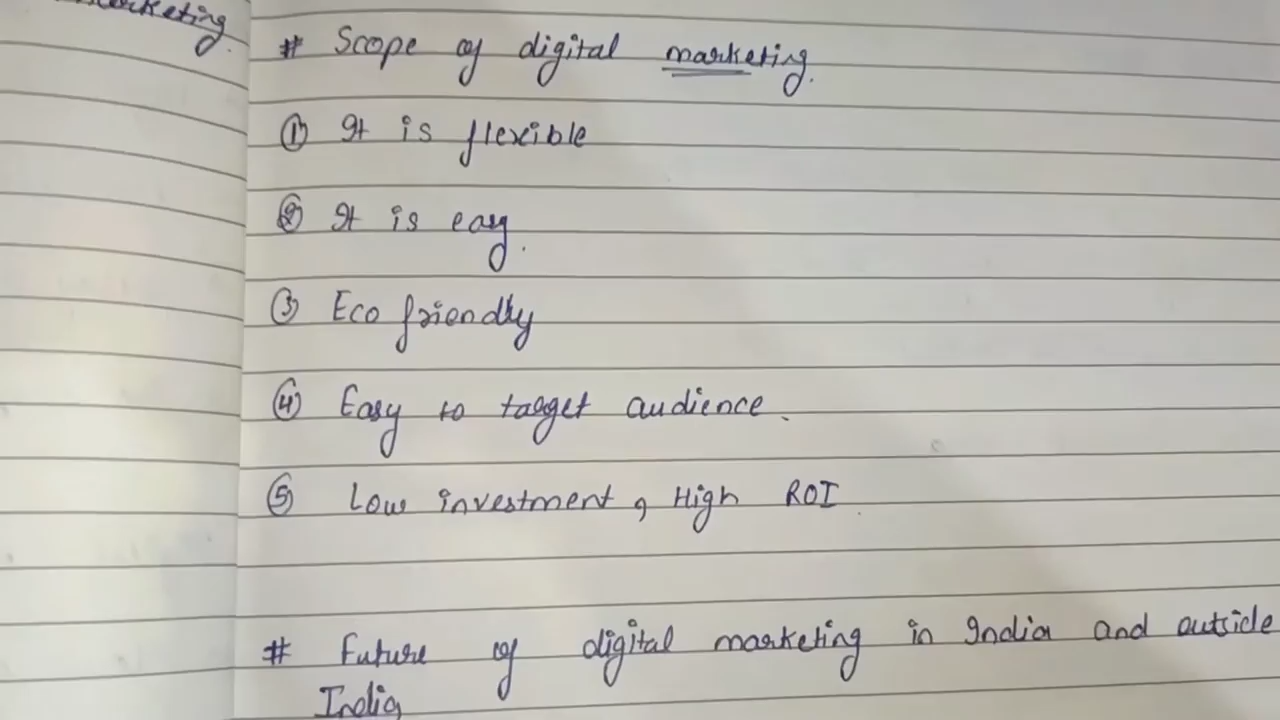 marketing.
# Scope of digital marketing.
① It is flexible
② It is easy.
③ Eco friendly
④ Easy to target audience.
⑤ Low investment, High ROI.
# Future of digital marketing in India and outside
India